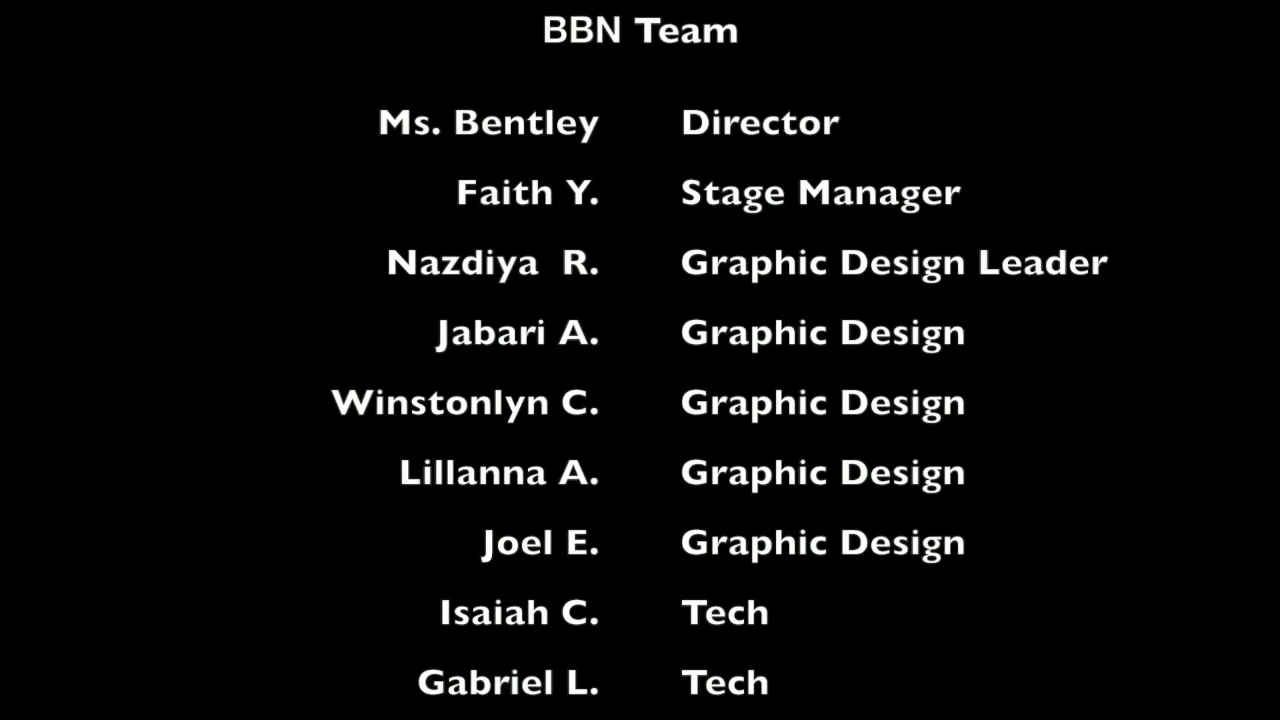 BBN Team
Ms. Bentley Director
Faith Y. Stage Manager
Nazdiya R. Graphic Design Leader
Jabari A. Graphic Design
Winstonlyn C. Graphic Design
Lillanna A. Graphic Design
Joel E. Graphic Design
Isaiah C. Tech
Gabriel L. Tech